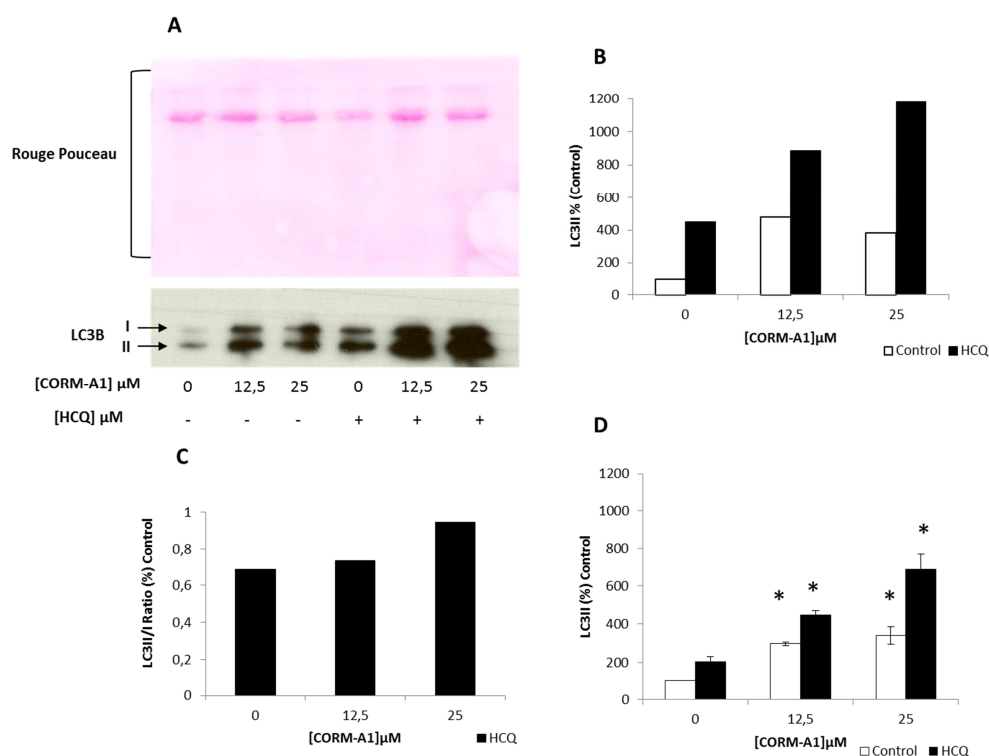 A
Rouge Pouceau
LC3B
I
II
[CORM-A1] µM 0 12,5 25 0 12,5 25
[HCQ] µM - - - + + +
B
LC3II % (Control)
1200
1000
800
600
400
200
0
0 12,5 25
[CORM-A1]µM
Control HCQ
C
LC3II/I Ratio (%) Control
1
0,8
0,6
0,4
0,2
0
0 12,5 25
[CORM-A1]µM
HCQ
D
LC3II (%) Control
1200
1000
800
600
400
200
0
* * * *
0 12,5 25
[CORM-A1]µM
Control HCQ